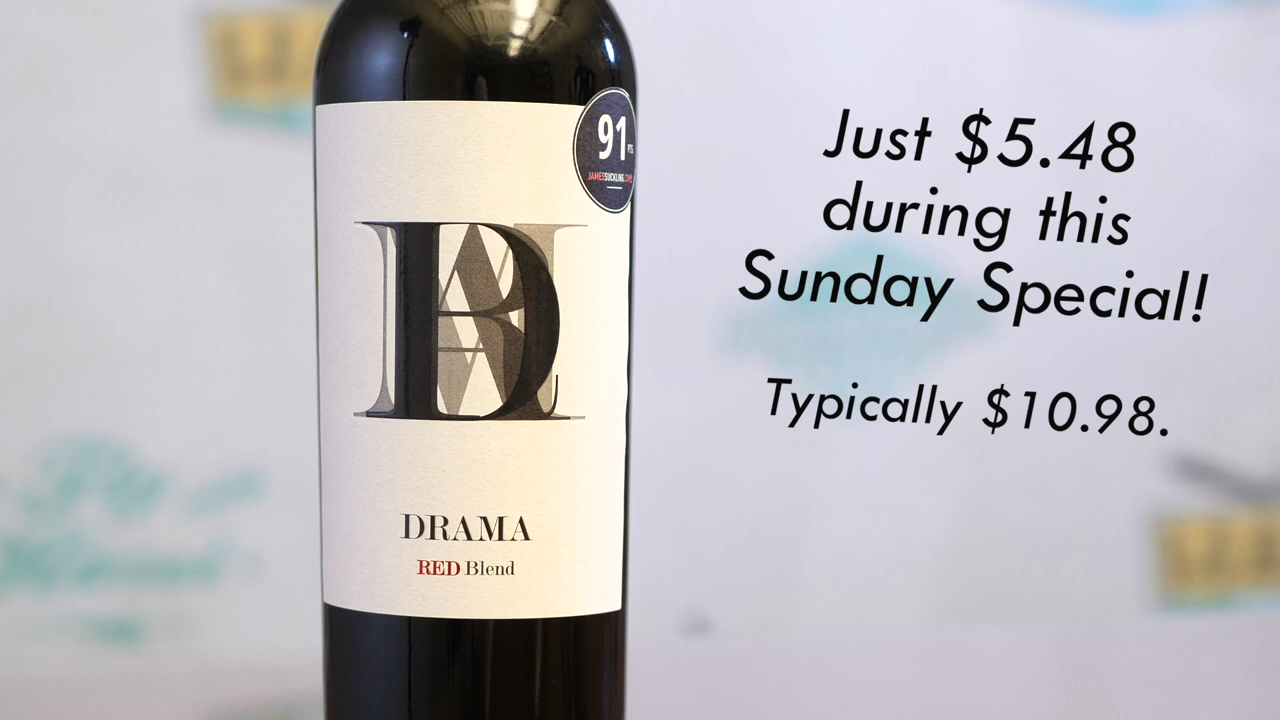 91
PTS
JAMESSUCKLING.COM
DRAMA
RED Blend
Just $5.48
during this
Sunday Special!
Typically $10.98.